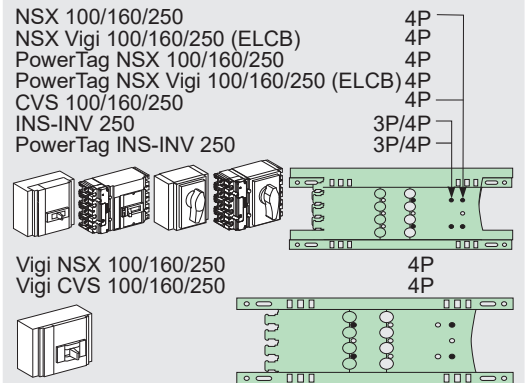 NSX 100/160/250 4P
NSX Vigi 100/160/250 (ELCB) 4P
PowerTag NSX 100/160/250 4P
PowerTag NSX Vigi 100/160/250 (ELCB) 4P
CVS 100/160/250 4P
INS-INV 250 3P/4P
PowerTag INS-INV 250 3P/4P
Vigi NSX 100/160/250 4P
Vigi CVS 100/160/250 4P